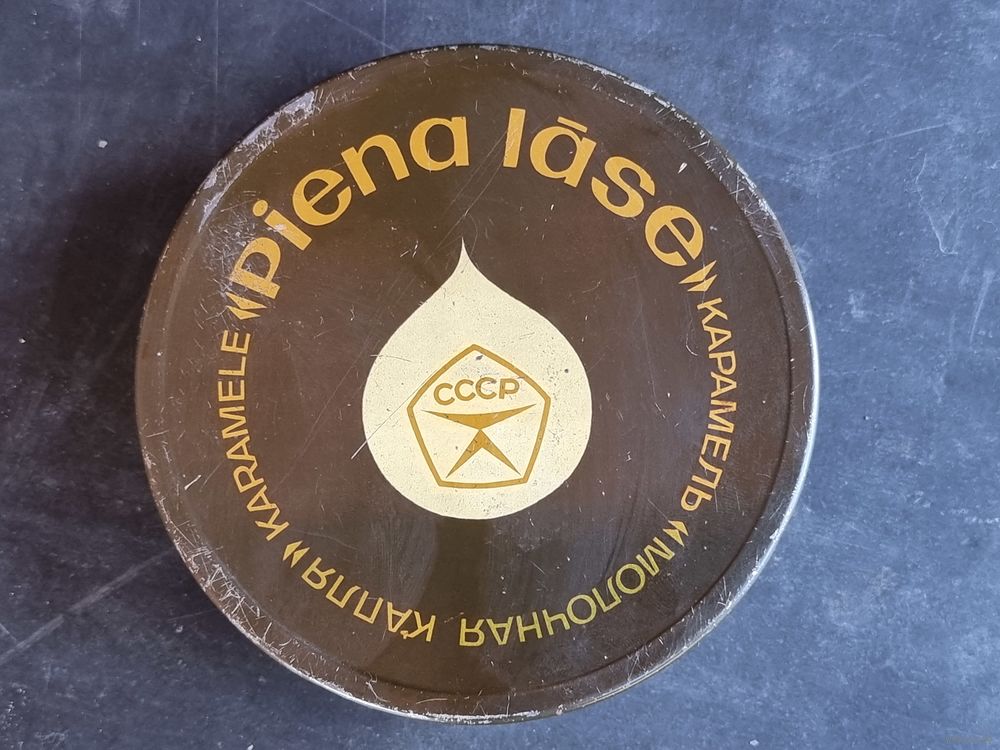 KARAMELE «piena lāse»
КАРАМЕЛЬ «МОЛОЧНАЯ КАПЛЯ»
СССР